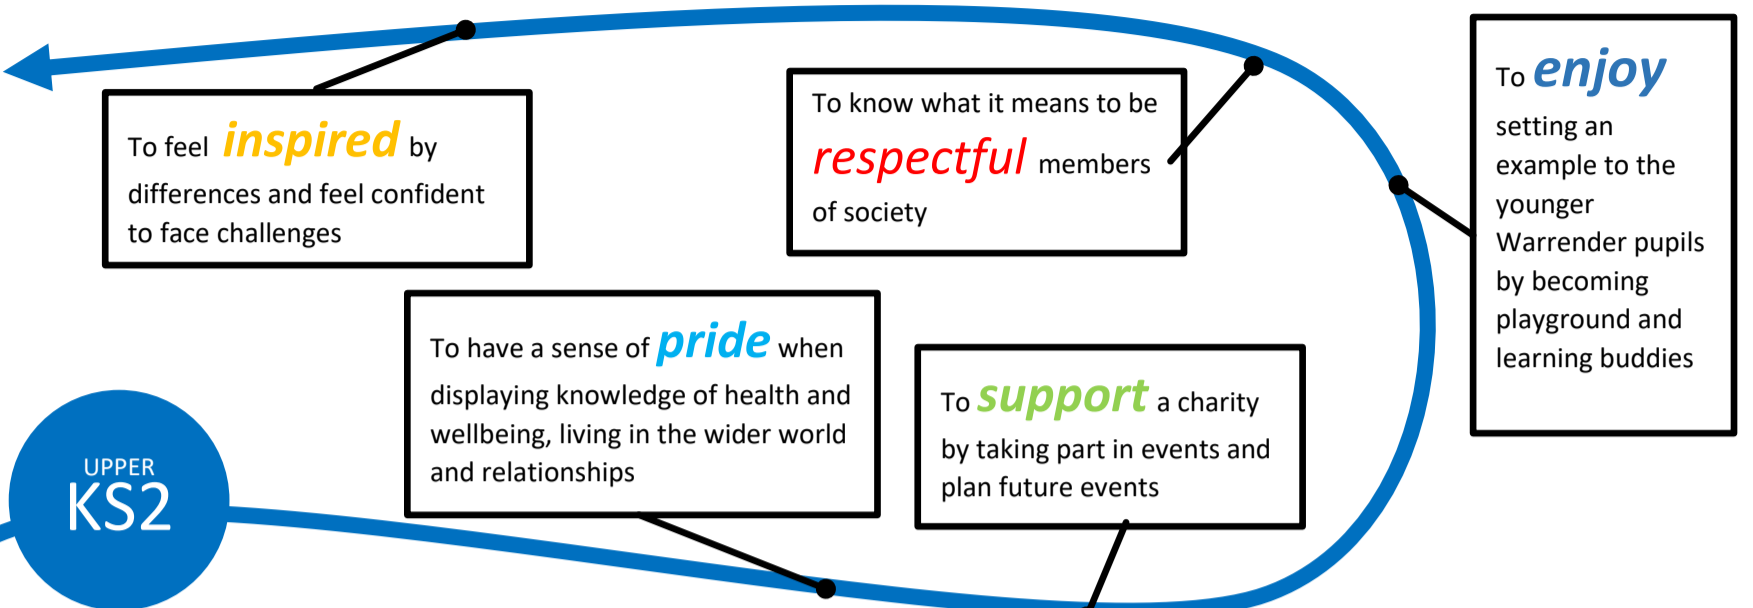 To feel inspired by
differences and feel confident
to face challenges
To know what it means to be
respectful members
of society
To enjoy
setting an
example to the
younger
Warrender pupils
by becoming
playground and
learning buddies
To have a sense of pride when
displaying knowledge of health and
wellbeing, living in the wider world
and relationships
To support a charity
by taking part in events and
plan future events
UPPER
KS2